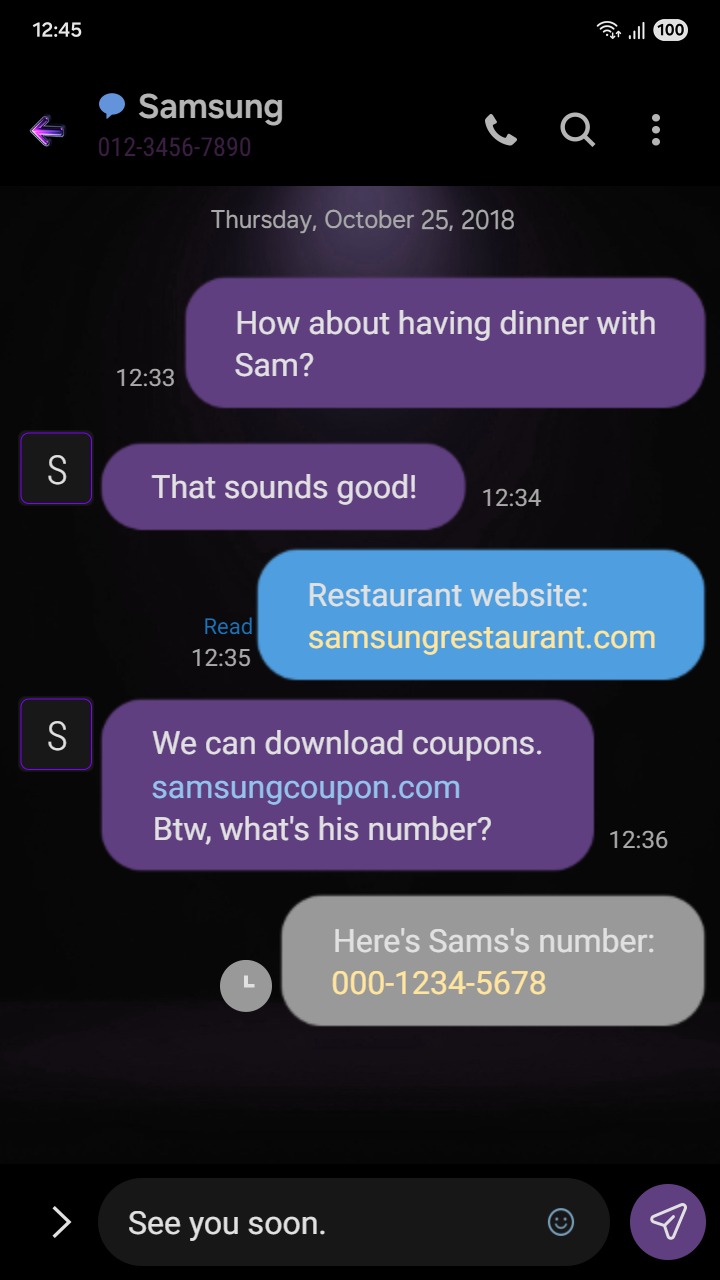 12:45
100
Samsung
012-3456-7890
Thursday, October 25, 2018
How about having dinner with
Sam?
12:33
S
That sounds good!
12:34
Restaurant website:
samsungrestaurant.com
Read
12:35
S
We can download coupons.
samsungcoupon.com
Btw, what's his number?
12:36
Here's Sams's number:
000-1234-5678
See you soon.